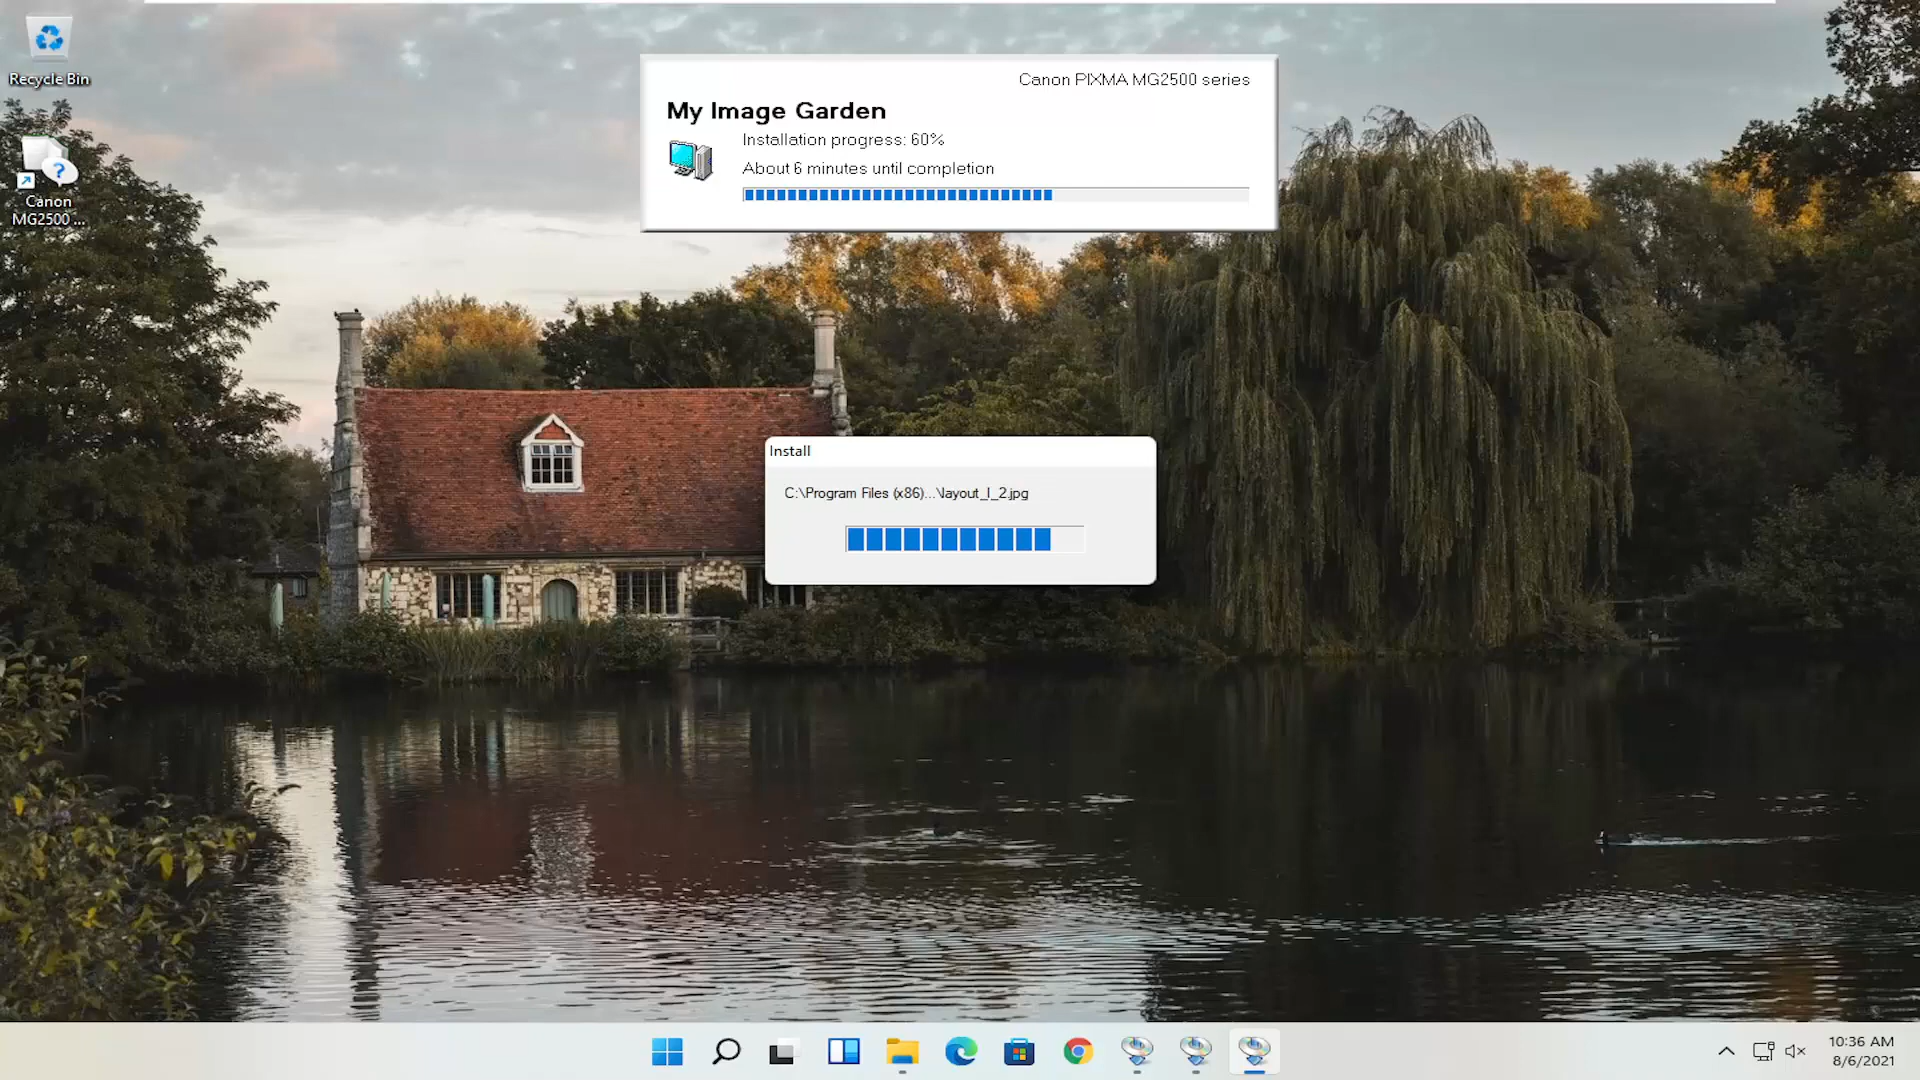 Recycle Bin
Canon
MG2500 ...
Canon PIXMA MG2500 series
My Image Garden
Installation progress: 60%
About 6 minutes until completion
Install
C:\Program Files (x86)...\layout_l_2.jpg
10:36 AM
8/6/2021